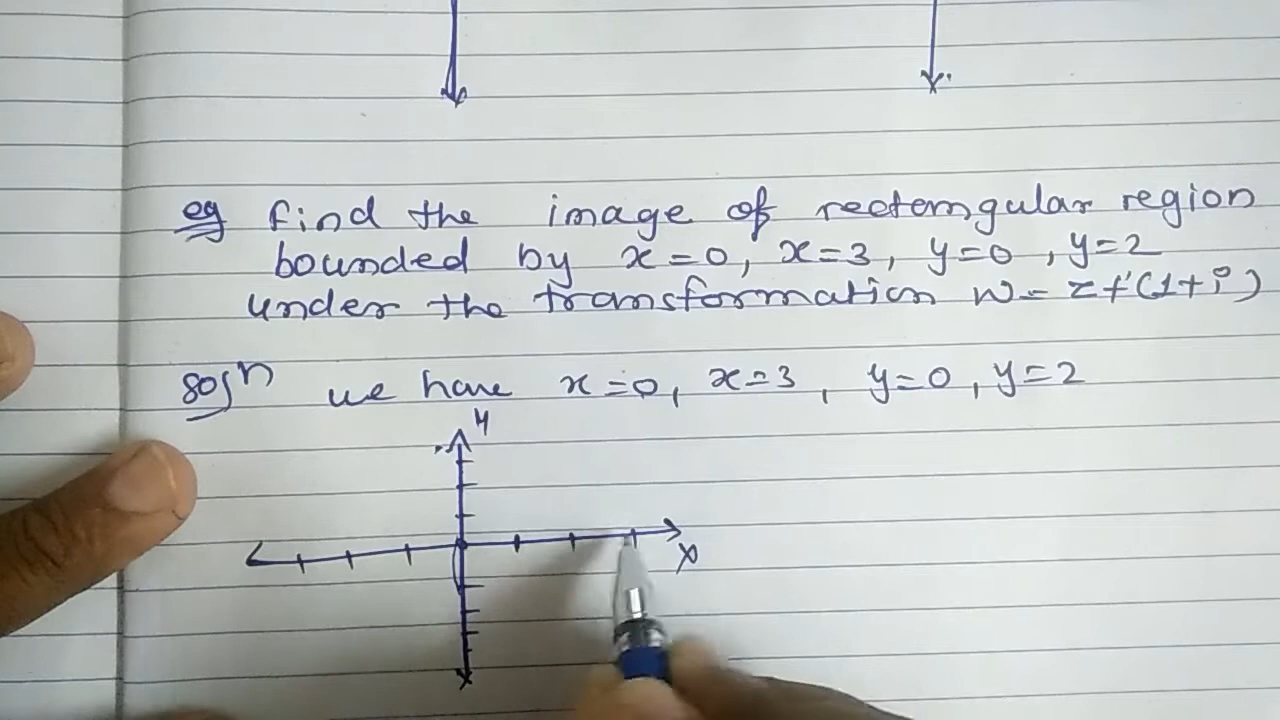 eg find the image of rectemgular region
bounded by x=0, x=3, y=0, y=2
under the transformation w=z+(1+i)
solⁿ we have x=0, x=3, y=0, y=2
y
x